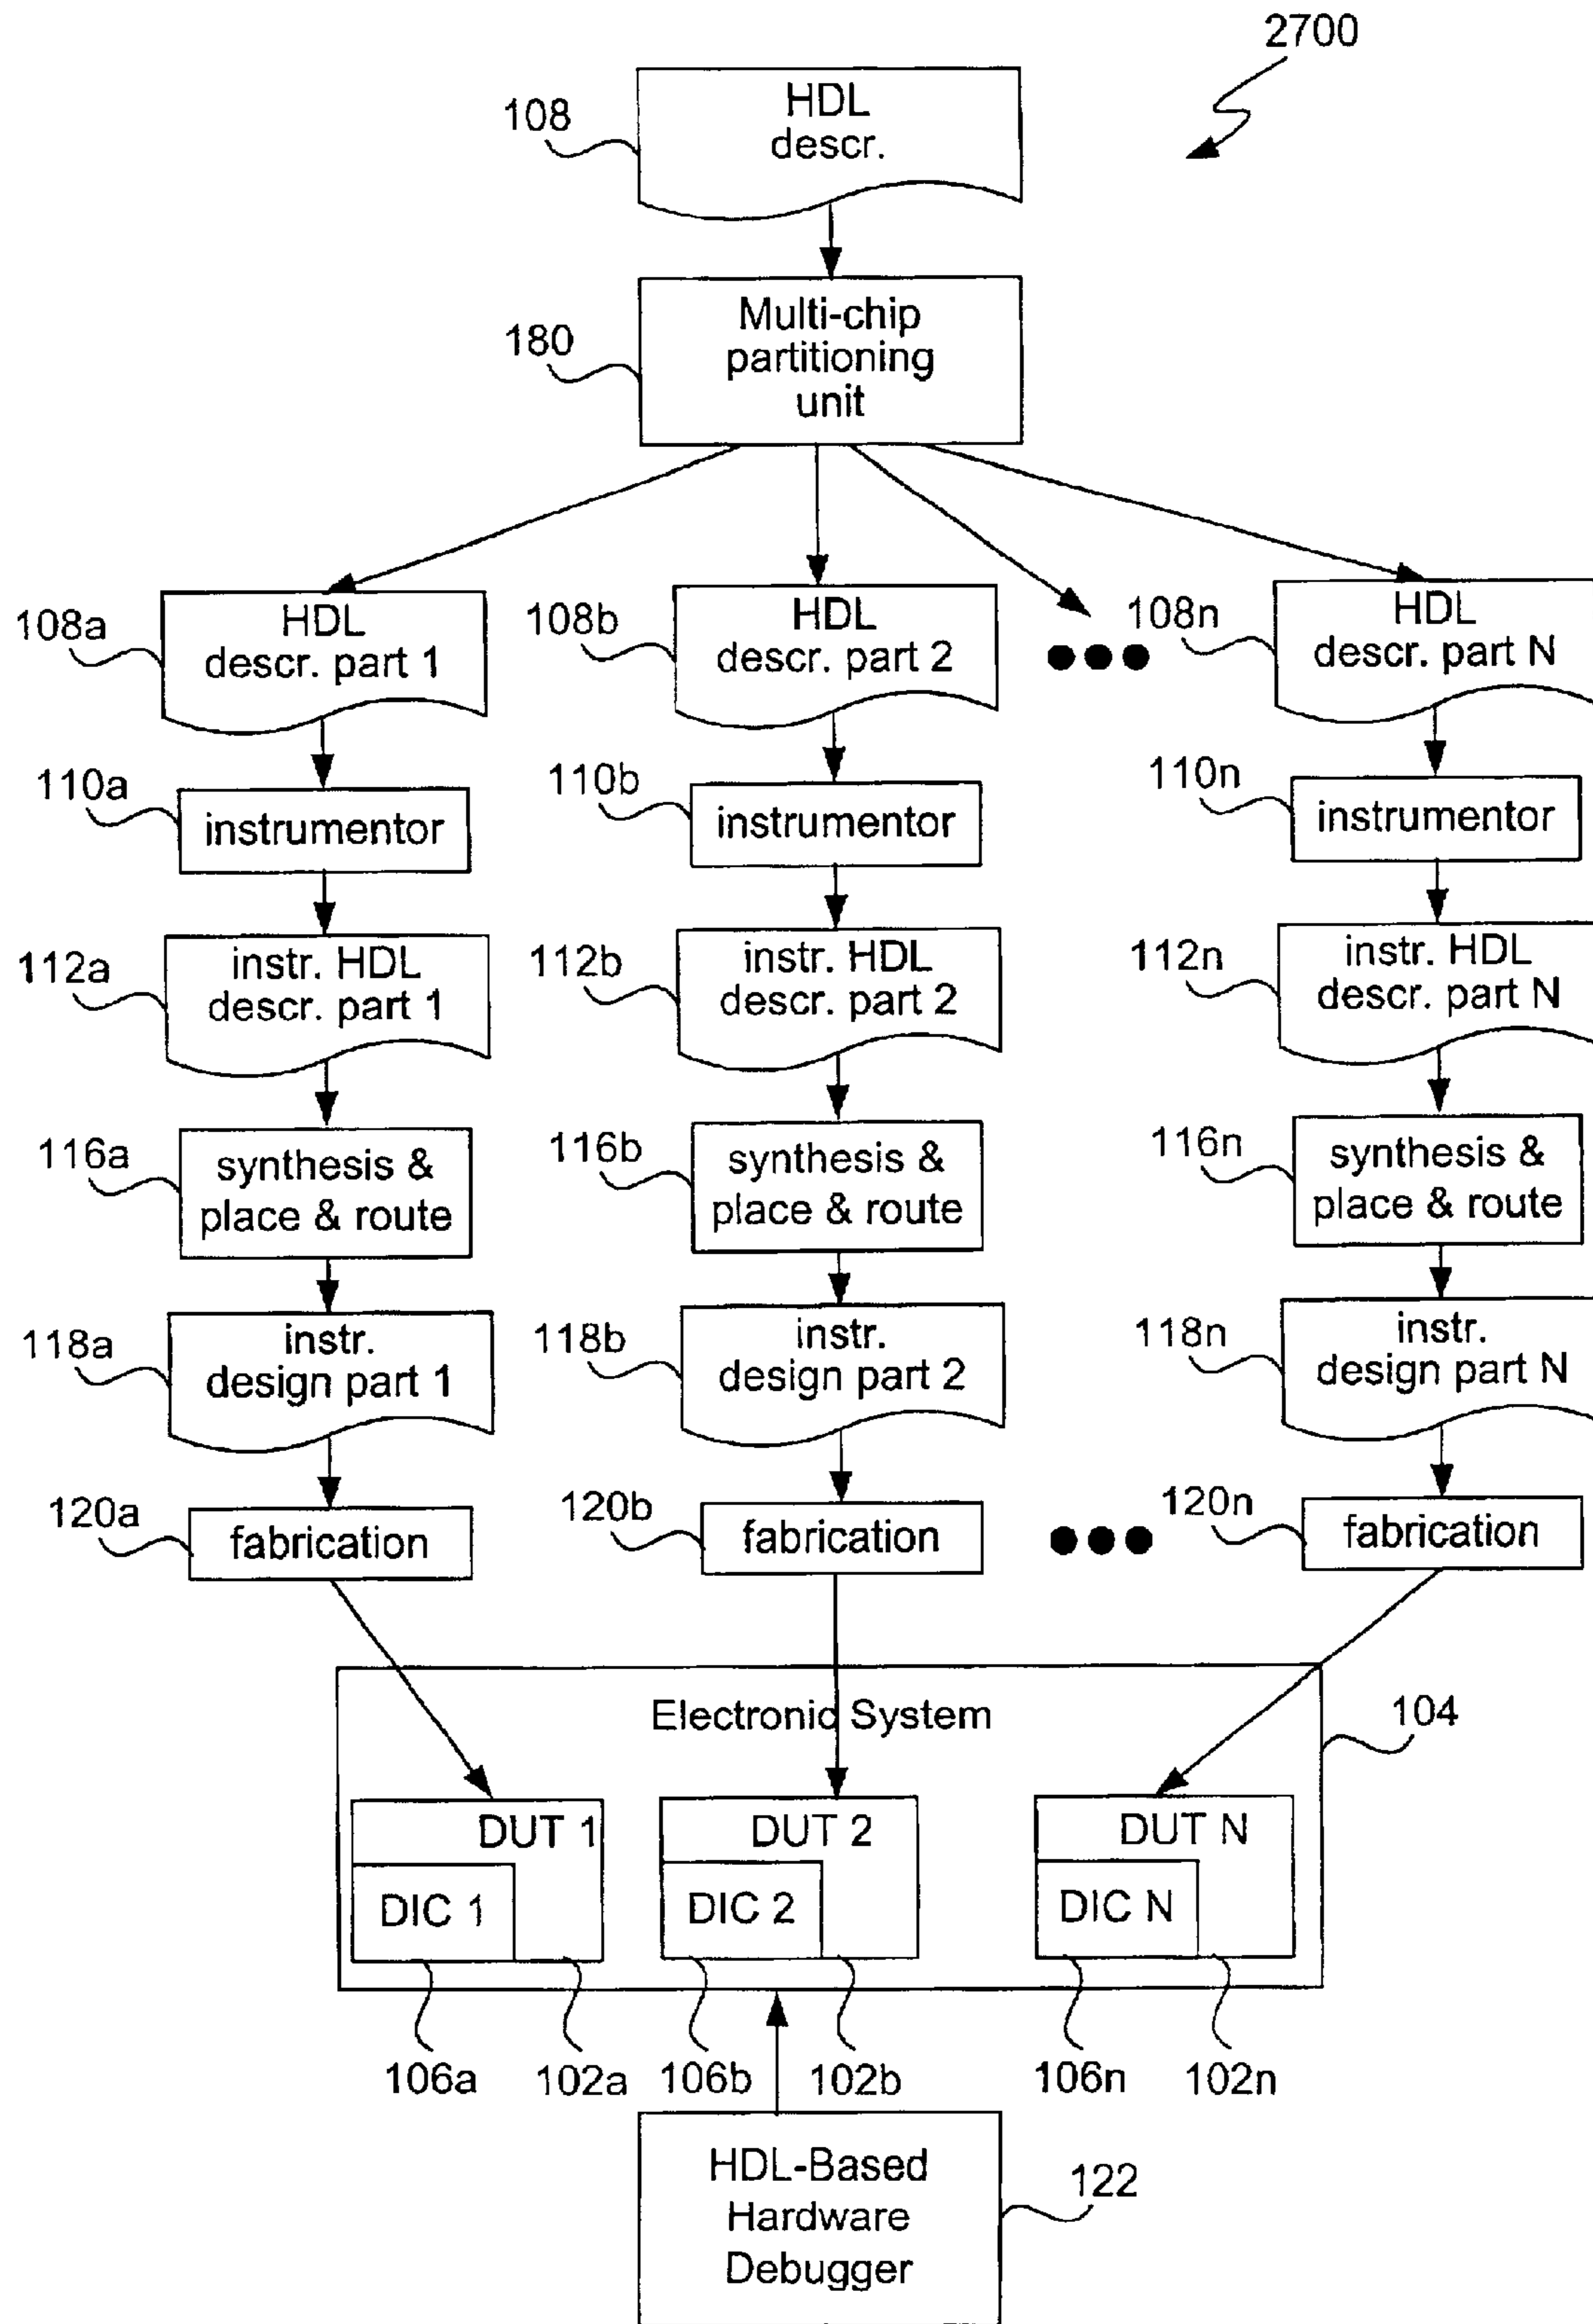 2700
HDL
descr.
108
Multi-chip
partitioning
unit
180
HDL
descr. part 1
108a
HDL
descr. part 2
108b
HDL
descr. part N
108n
instrumentor
110a
instrumentor
110b
instrumentor
110n
instr. HDL
descr. part 1
112a
instr. HDL
descr. part 2
112b
instr. HDL
descr. part N
112n
synthesis &
place & route
116a
synthesis &
place & route
116b
synthesis &
place & route
116n
instr.
design part 1
118a
instr.
design part 2
118b
instr.
design part N
118n
fabrication
120a
fabrication
120b
fabrication
120n
Electronic System
104
DUT 1
DIC 1
DUT 2
DIC 2
DUT N
DIC N
106a
102a
106b
102b
106n
102n
HDL-Based
Hardware
Debugger
122